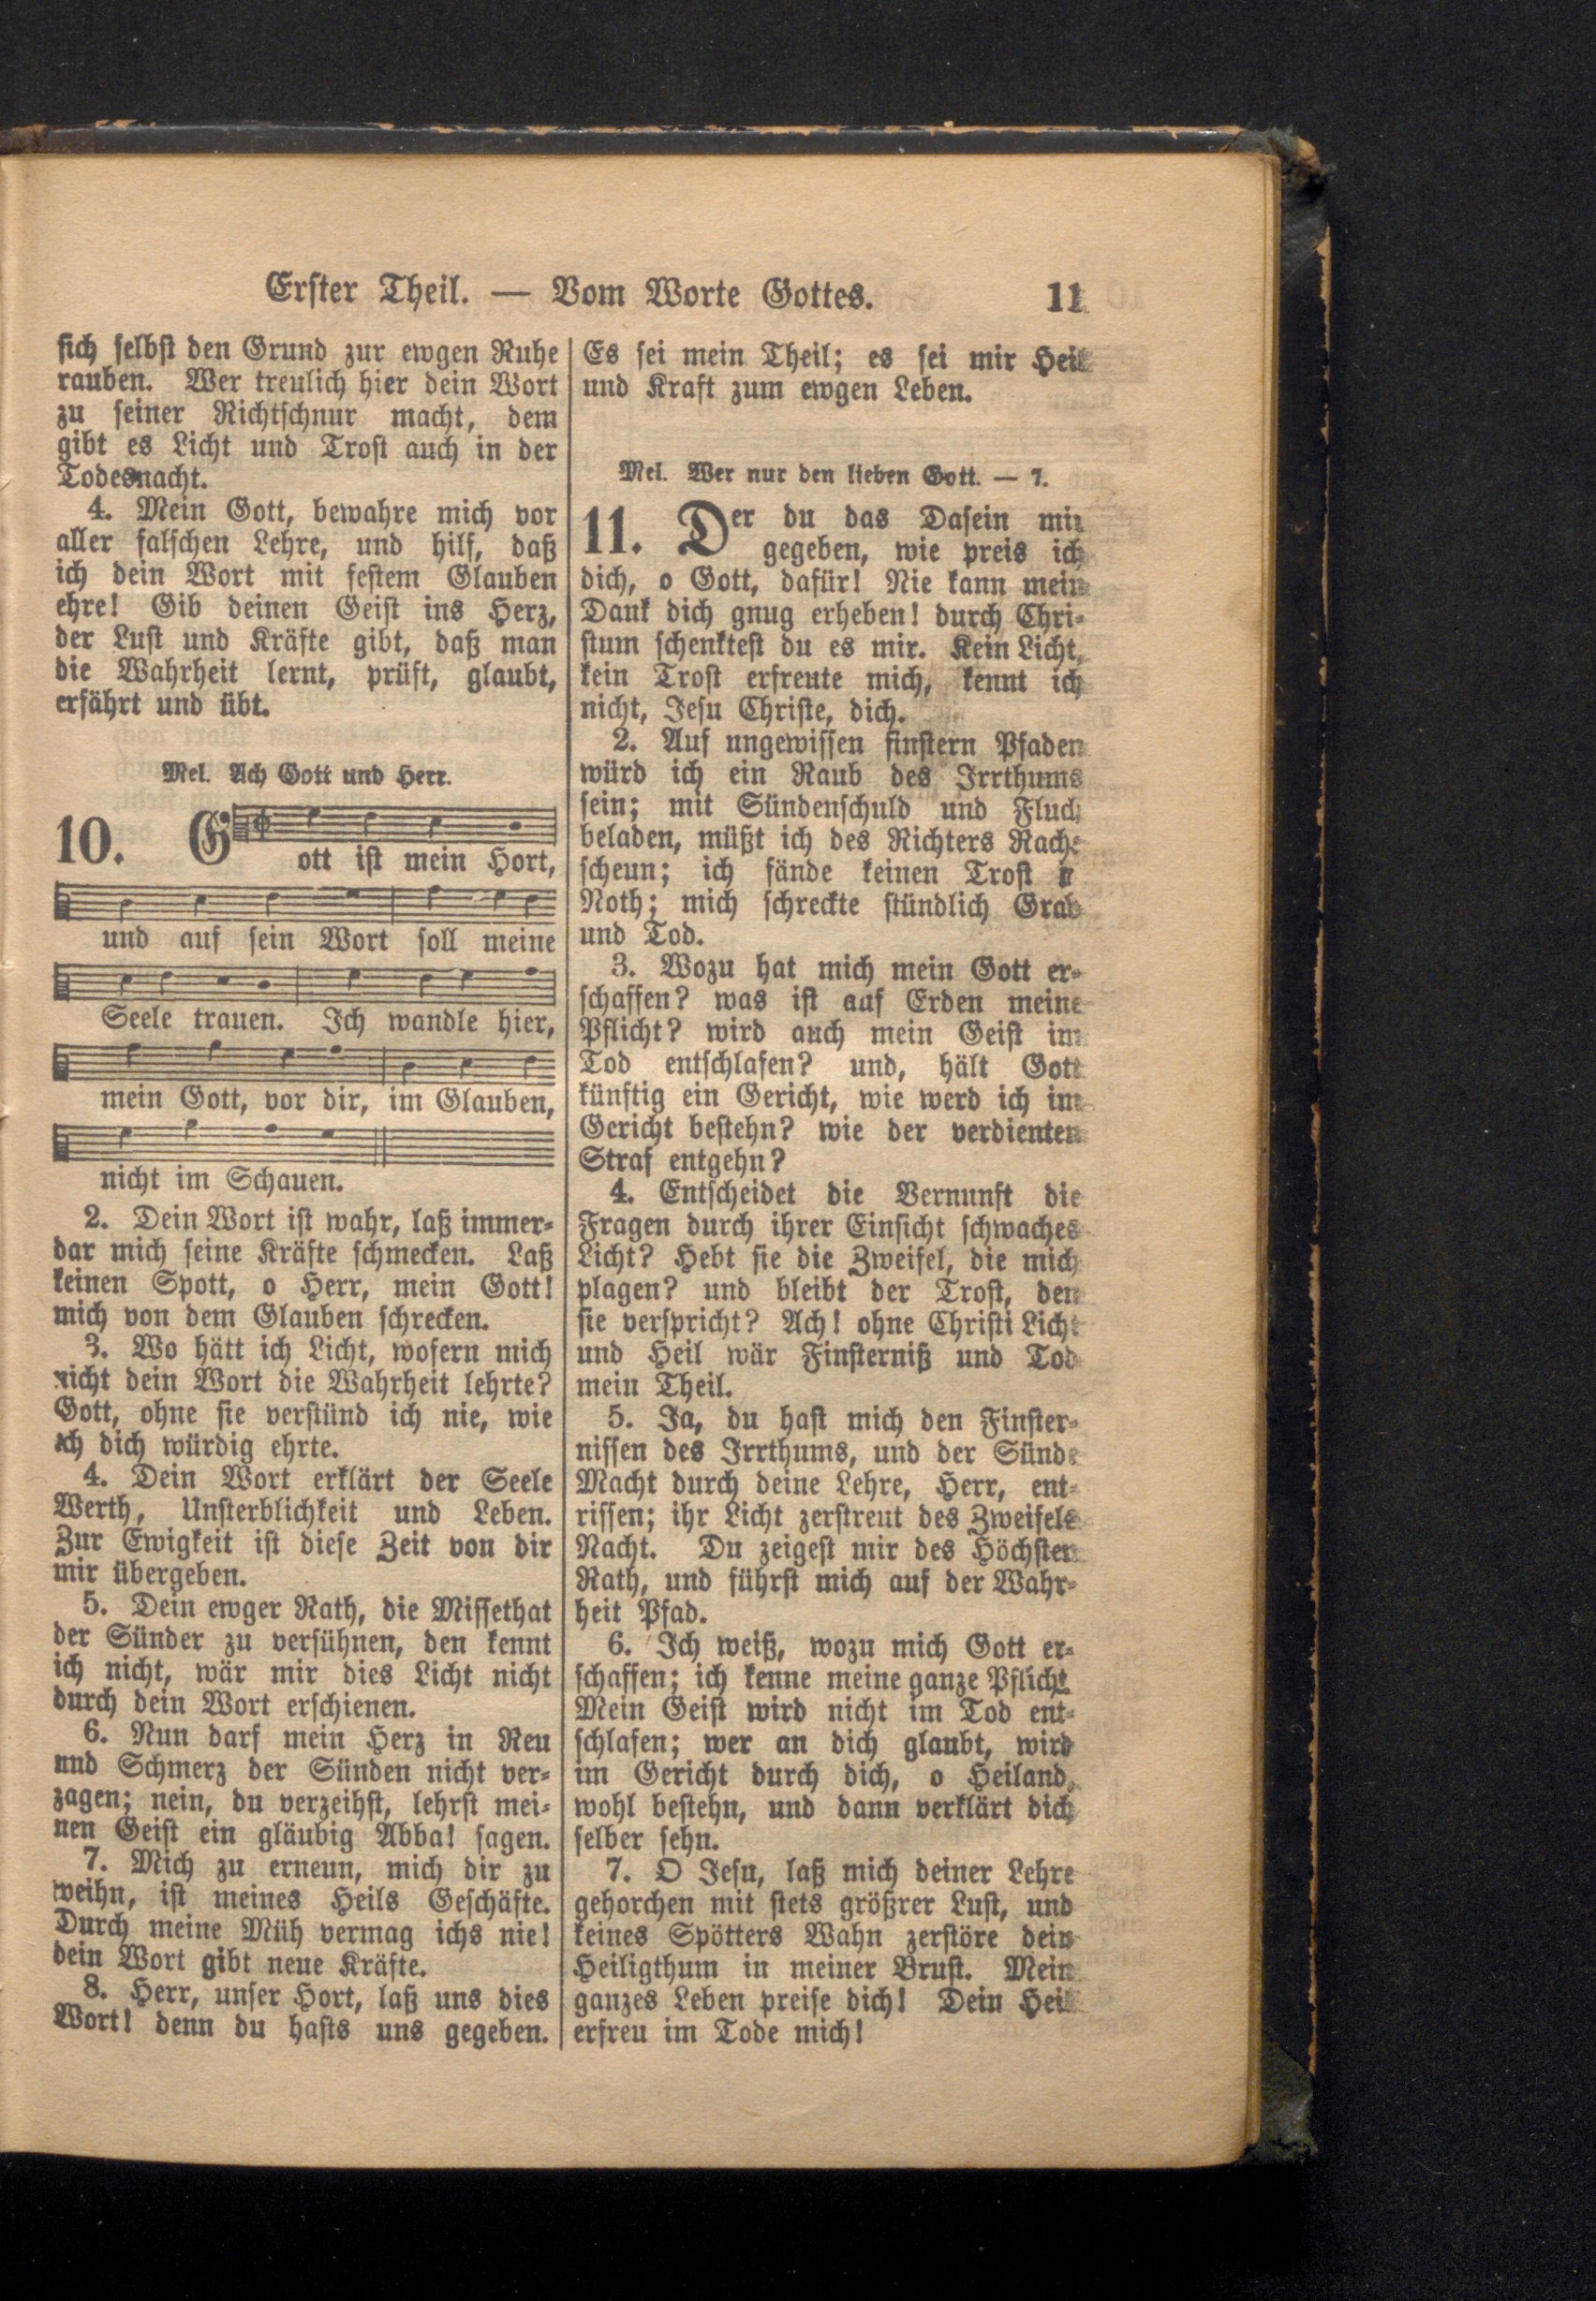 Erster Theil. — Vom Worte Gottes. 11
sich selbst den Grund zur ewgen Ruhe
rauben. Wer treulich hier dein Wort
zu seiner Richtschnur macht, dem
gibt es Licht und Trost auch in der
Todesnacht.
4. Mein Gott, bewahre mich vor
aller falschen Lehre, und hilf, daß
ich dein Wort mit festem Glauben
ehre! Gib deinen Geist ins Herz,
der Lust und Kräfte gibt, daß man
die Wahrheit lernt, prüft, glaubt,
erfährt und übt.
Mel. Ach Gott und Herr.
10. Gott ist mein Hort,
und auf sein Wort soll meine
Seele trauen. Ich wandle hier,
mein Gott, vor dir, im Glauben,
nicht im Schauen.
2. Dein Wort ist wahr, laß immer-
dar mich seine Kräfte schmecken. Laß
keinen Spott, o Herr, mein Gott!
mich von dem Glauben schrecken.
3. Wo hätt ich Licht, wofern mich
nicht dein Wort die Wahrheit lehrte?
Gott, ohne sie verstünd ich nie, wie
ich dich würdig ehrte.
4. Dein Wort erklärt der Seele
Werth, Unsterblichkeit und Leben.
Zur Ewigkeit ist diese Zeit von dir
mir übergeben.
5. Dein ewger Rath, die Missethat
der Sünder zu versühnen, den kennt
ich nicht, wär mir dies Licht nicht
durch dein Wort erschienen.
6. Nun darf mein Herz in Reu
und Schmerz der Sünden nicht ver-
zagen; nein, du verzeihst, lehrst mei-
nen Geist ein gläubig Abba! sagen.
7. Mich zu erneun, mich dir zu
weihn, ist meines Heils Geschäfte.
Durch meine Müh vermag ichs nie!
dein Wort gibt neue Kräfte.
8. Herr, unser Hort, laß uns dies
Wort! denn du hasts uns gegeben.
Es sei mein Theil; es sei mir Heil
und Kraft zum ewgen Leben.
Mel. Wer nur den lieben Gott. — 7.
11. Der du das Dasein mir
gegeben, wie preis ich
dich, o Gott, dafür! Nie kann mein
Dank dich gnug erheben! durch Chri-
stum schenktest du es mir. Kein Licht,
kein Trost erfreute mich, kennt ich
nicht, Jesu Christe, dich.
2. Auf ungewissen finstern Pfaden
würd ich ein Raub des Irrthums
sein; mit Sündenschuld und Fluch
beladen, müßt ich des Richters Rache
scheun; ich fände keinen Trost in
Noth; mich schreckte stündlich Grab
und Tod.
3. Wozu hat mich mein Gott er-
schaffen? was ist auf Erden meine
Pflicht? wird auch mein Geist im
Tod entschlafen? und, hält Gott
künftig ein Gericht, wie werd ich im
Gericht bestehn? wie der verdienten
Straf entgehn?
4. Entscheidet die Vernunft die
Fragen durch ihrer Einsicht schwaches
Licht? Hebt sie die Zweifel, die mich
plagen? und bleibt der Trost, den
sie verspricht? Ach! ohne Christi Licht
und Heil wär Finsterniß und Tod
mein Theil.
5. Ja, du hast mich den Finster-
nissen des Irrthums, und der Sünde
Macht durch deine Lehre, Herr, ent-
rissen; ihr Licht zerstreut des Zweifels
Nacht. Du zeigest mir des Höchsten
Rath, und führst mich auf der Wahr-
heit Pfad.
6. Ich weiß, wozu mich Gott er-
schaffen; ich kenne meine ganze Pflicht.
Mein Geist wird nicht im Tod ent-
schlafen; wer an dich glaubt, wird
im Gericht durch dich, o Heiland,
wohl bestehn, und dann verklärt dich
selber sehn.
7. O Jesu, laß mich deiner Lehre
gehorchen mit stets größrer Lust, und
keines Spötters Wahn zerstöre dein
Heiligthum in meiner Brust. Mein
ganzes Leben preise dich! Dein Heil
erfreu im Tode mich!